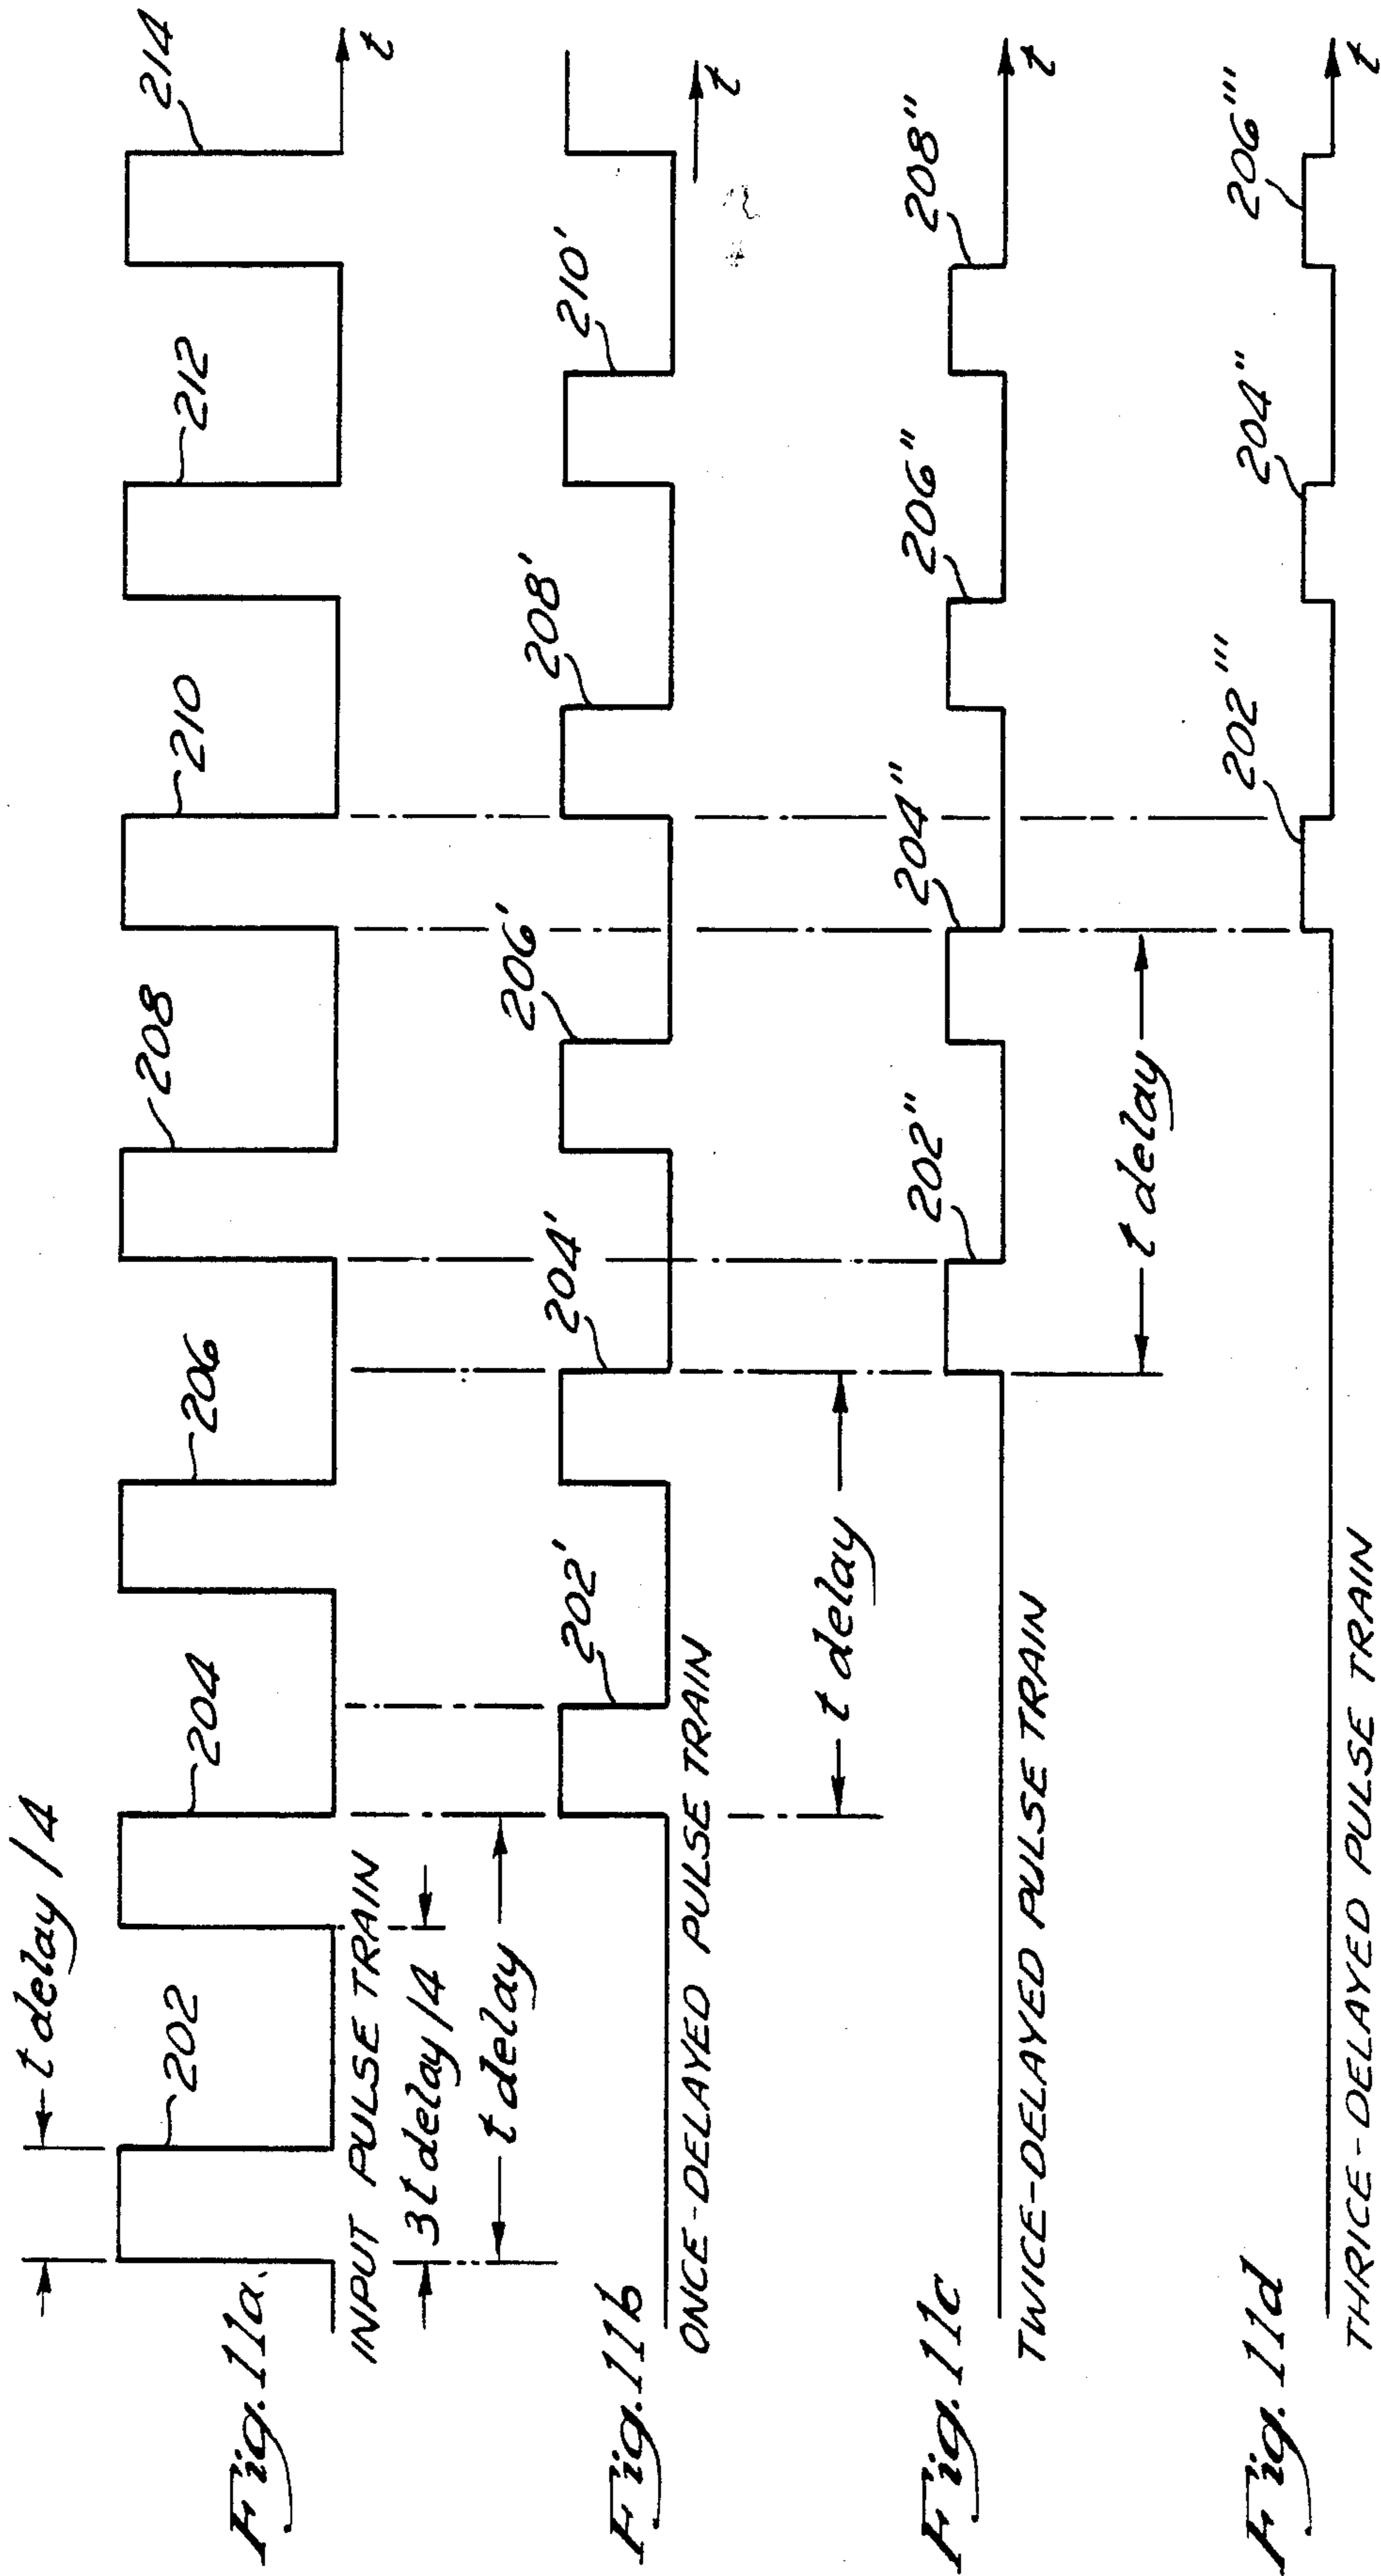 t delay/4
202
204
206
208
210
212
214
t
Fig. 11a.
INPUT PULSE TRAIN
3t delay/4
t delay
202'
204'
206'
208'
210'
t
Fig. 11b
ONCE-DELAYED PULSE TRAIN
t delay
202"
204"
206"
208"
t
Fig. 11c
TWICE-DELAYED PULSE TRAIN
t delay
202'''
204"
206'''
t
Fig. 11d
THRICE-DELAYED PULSE TRAIN